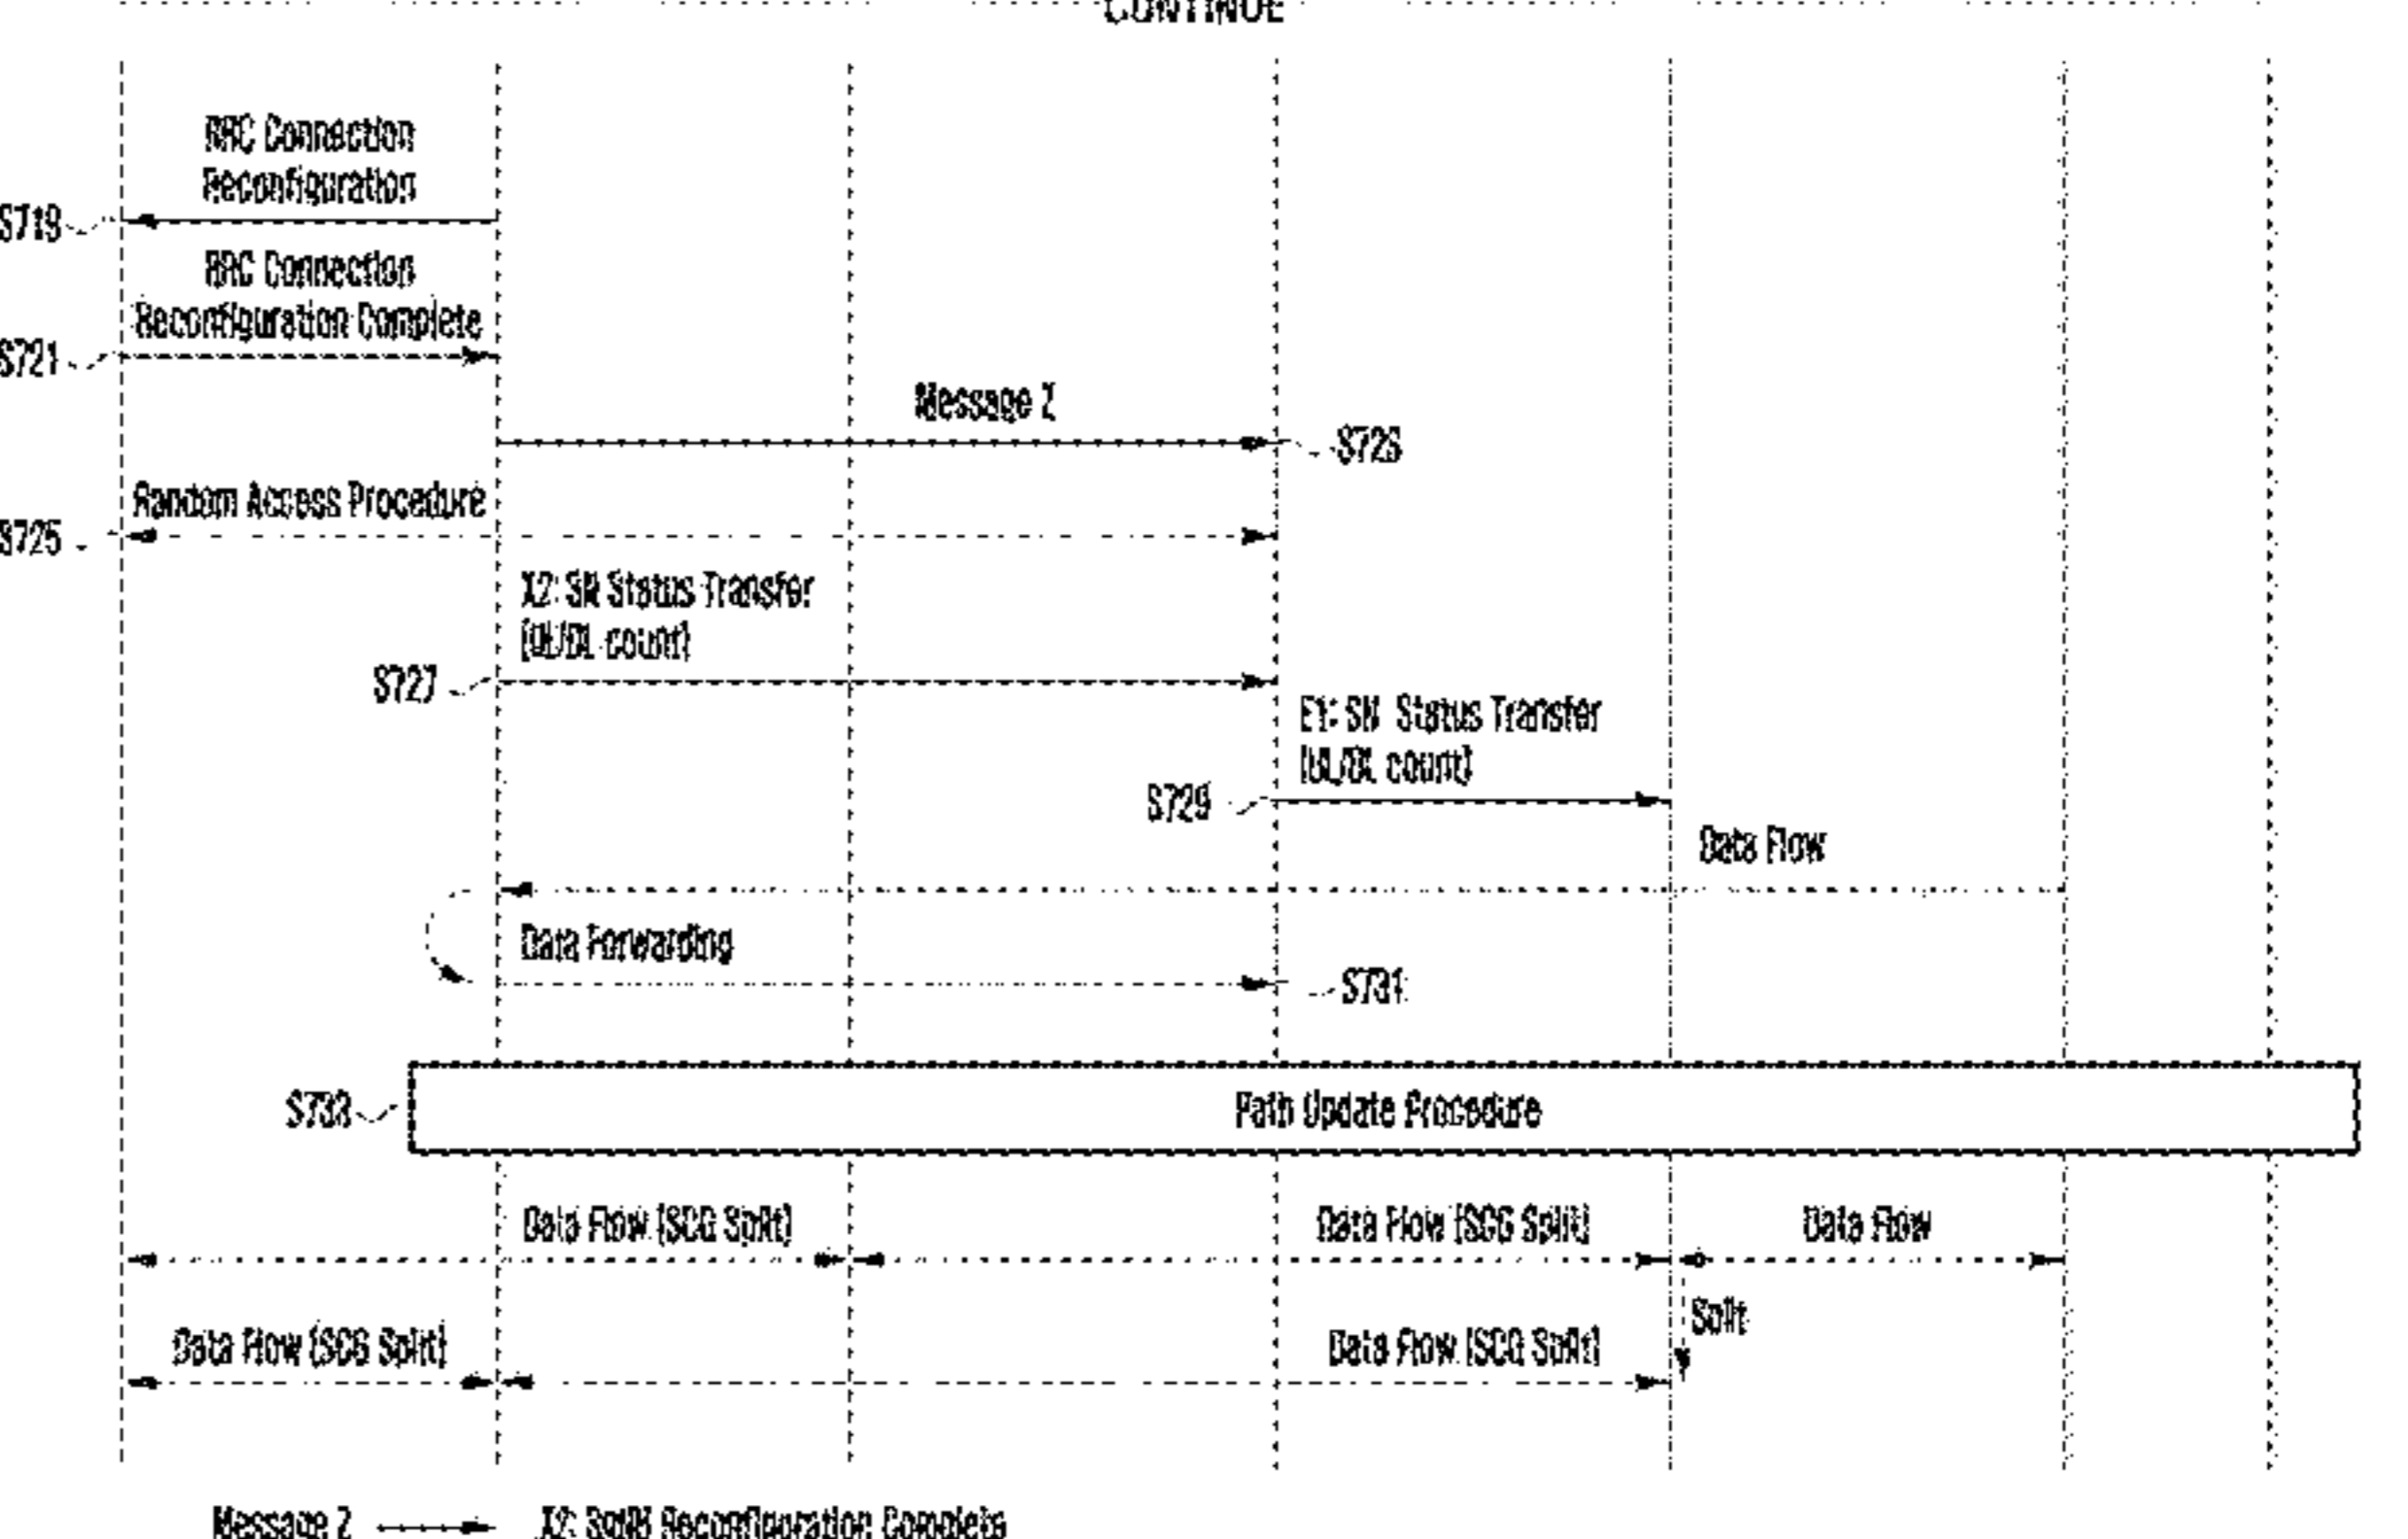 CONTINUE
RRC Connection
Reconfiguration
S719
RRC Connection
Reconfiguration Complete
S721
Message Z
S723
Random Access Procedure
S725
X2: SN Status Transfer
(UL/DL count)
S727
E1: SN Status Transfer
(UL/DL count)
S729
Data Flow
Data Forwarding
S731
S733
Path Update Procedure
Data Flow (SCG Split)
Data Flow (SCG Split)
Data Flow
Split
Data Flow (SCG Split)
Data Flow (SCG Split)
Message Z
X2: SgNB Reconfiguration Complete